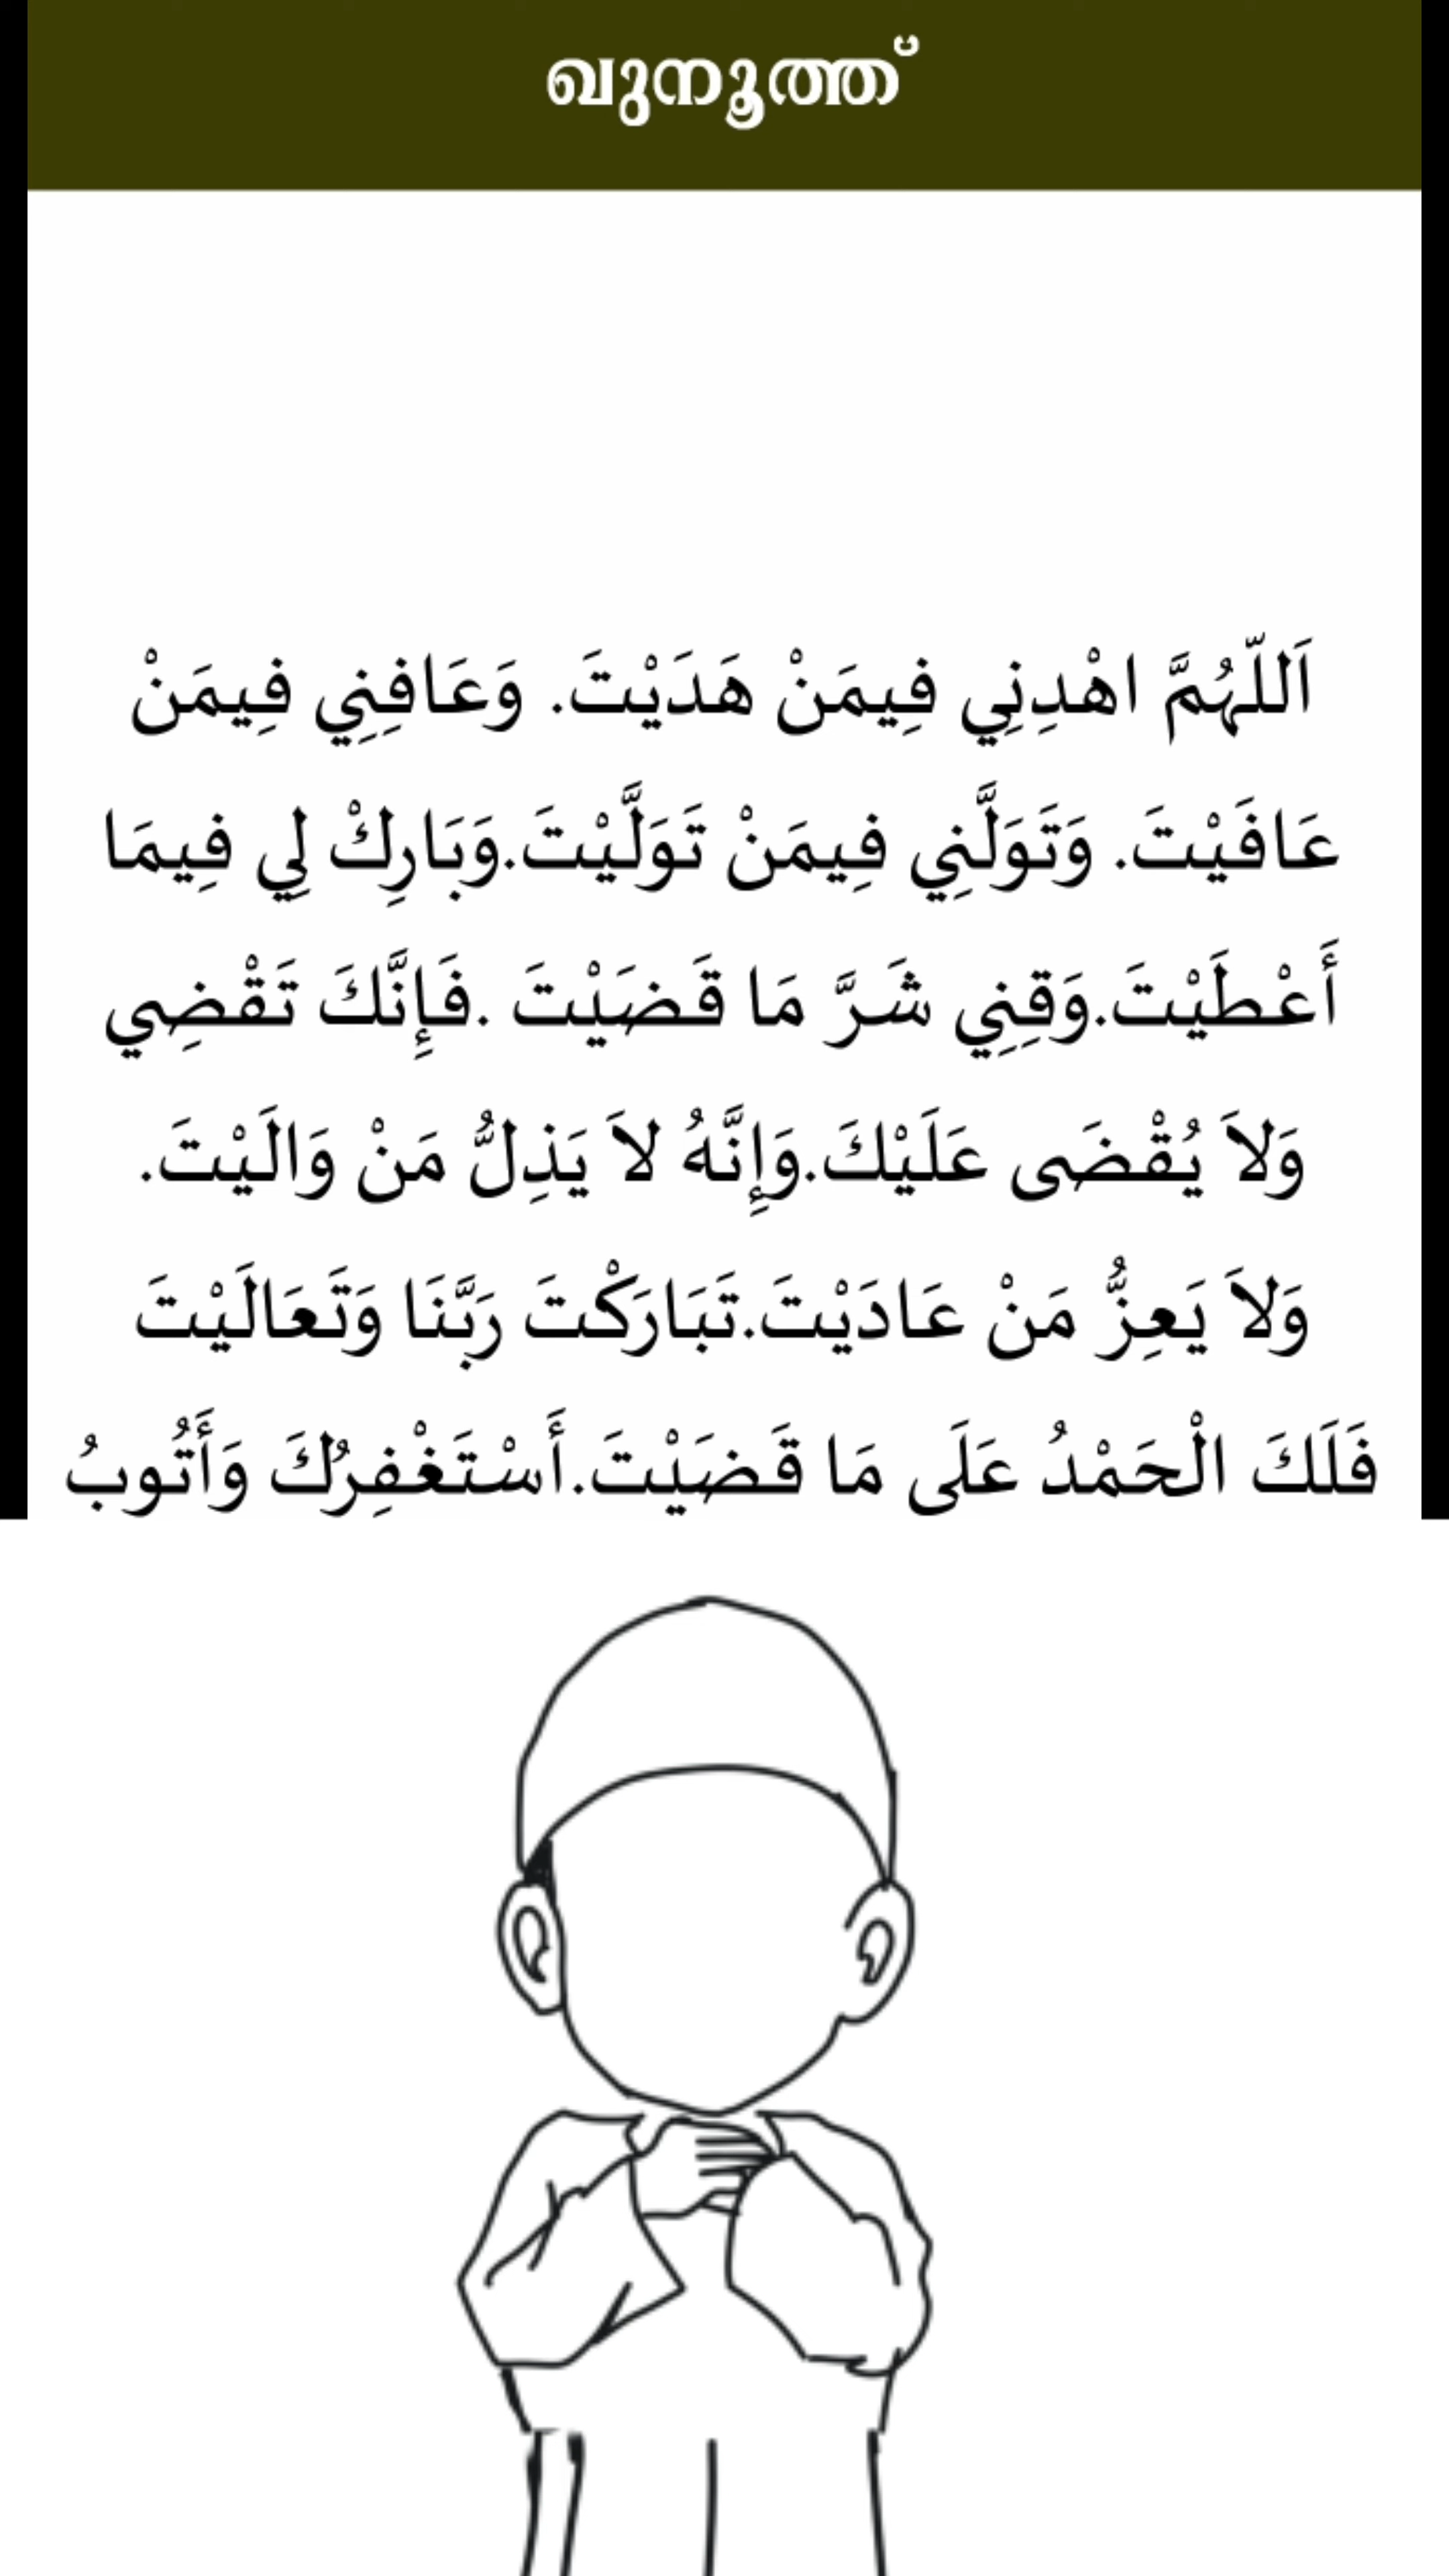 ഖുനൂത്ത്
اَللّٰهُمَّ اهْدِنِي فِيمَنْ هَدَيْتَ. وَعَافِنِي فِيمَنْ
عَافَيْتَ. وَتَوَلَّنِي فِيمَنْ تَوَلَّيْتَ.وَبَارِكْ لِي فِيمَا
أَعْطَيْتَ.وَقِنِي شَرَّ مَا قَضَيْتَ .فَإِنَّكَ تَقْضِي
وَلاَ يُقْضَى عَلَيْكَ.وَإِنَّهُ لاَ يَذِلُّ مَنْ وَالَيْتَ.
وَلاَ يَعِزُّ مَنْ عَادَيْتَ.تَبَارَكْتَ رَبَّنَا وَتَعَالَيْتَ
فَلَكَ الْحَمْدُ عَلَى مَا قَضَيْتَ.أَسْتَغْفِرُكَ وَأَتُوبُ